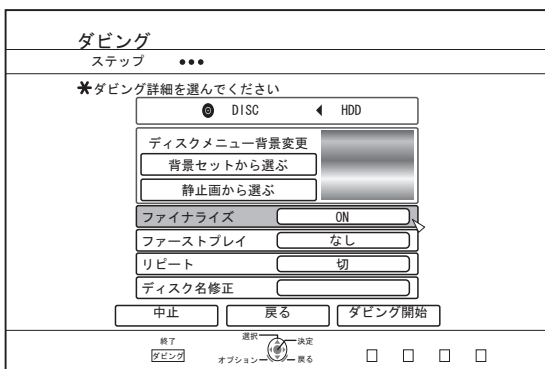 ダビング
ステップ •••
*ダビング詳細を選んでください
DISC HDD
ディスクメニュー背景変更
背景セットから選ぶ
静止画から選ぶ
ファイナライズ ON
ファーストプレイ なし
リピート 切
ディスク名修正
中止 戻る ダビング開始
終了 選択 決定
ダビング オプション 戻る